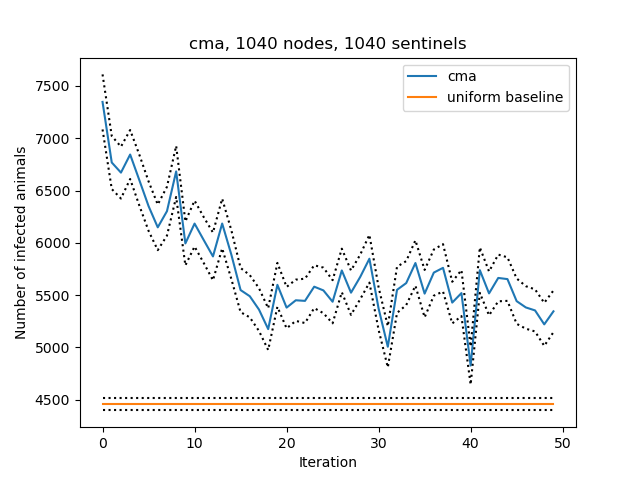 cma, 1040 nodes, 1040 sentinels
cma
uniform baseline
Number of infected animals
7500
7000
6500
6000
5500
5000
4500
0 10 20 30 40 50
Iteration